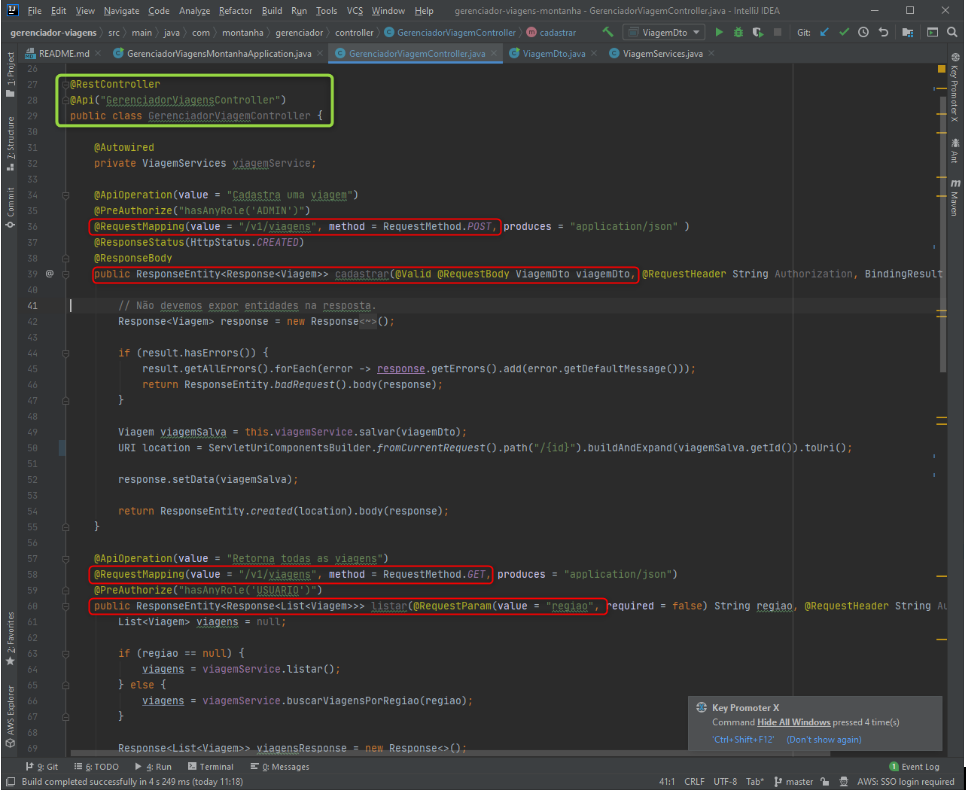 File Edit View Navigate Code Analyze Refactor Build Run Tools VCS Window Help gerenciador-viagens-montanha - GerenciadorViagemController.java - IntelliJ IDEA
gerenciador-viagens src main java com montanha gerenciador controller GerenciadorViagemController cadastrar ViagemDto Git:
README.md GerenciadorViagensMontanhaApplication.java GerenciadorViagemController.java ViagemDto.java ViagemServices.java
1: Project
Z: Structure
Commit
2: Favorites
AWS Explorer
Key Promoter X
Ant
Maven
26
27 @RestController
28 @Api("GerenciadorViagensController")
29 public class GerenciadorViagemController {
30
31 @Autowired
32 private ViagemServices viagemService;
33
34 @ApiOperation(value = "Cadastra uma viagem")
35 @PreAuthorize("hasAnyRole('ADMIN')")
36 @RequestMapping(value = "/v1/viagens", method = RequestMethod.POST, produces = "application/json" )
37 @ResponseStatus(HttpStatus.CREATED)
38 @ResponseBody
39 @ public ResponseEntity<Response<Viagem>> cadastrar(@Valid @RequestBody ViagemDto viagemDto, @RequestHeader String Authorization, BindingResult
40
41 // Não devemos expor entidades na resposta.
42 Response<Viagem> response = new Response<~>();
43
44 if (result.hasErrors()) {
45 result.getAllErrors().forEach(error -> response.getErrors().add(error.getDefaultMessage()));
46 return ResponseEntity.badRequest().body(response);
47 }
48
49 Viagem viagemSalva = this.viagemService.salvar(viagemDto);
50 URI location = ServletUriComponentsBuilder.fromCurrentRequest().path("/{id}").buildAndExpand(viagemSalva.getId()).toUri();
51
52 response.setData(viagemSalva);
53
54 return ResponseEntity.created(location).body(response);
55 }
56
57 @ApiOperation(value = "Retorna todas as viagens")
58 @RequestMapping(value = "/v1/viagens", method = RequestMethod.GET, produces = "application/json")
59 @PreAuthorize("hasAnyRole('USUARIO')")
60 public ResponseEntity<Response<List<Viagem>>> listar(@RequestParam(value = "regiao", required = false) String regiao, @RequestHeader String Au
61 List<Viagem> viagens = null;
62
63 if (regiao == null) {
64 viagens = viagemService.listar();
65 } else {
66 viagens = viagemService.buscarViagensPorRegiao(regiao);
67 }
68
69 Response<List<Viagem>> viagensResponse = new Response<>();
Key Promoter X
Command Hide All Windows pressed 4 time(s)
'Ctrl+Shift+F12' (Don't show again)
9: Git 6: TODO 4: Run Terminal 0: Messages 1 Event Log
Build completed successfully in 4 s 249 ms (today 11:18) 41:1 CRLF UTF-8 Tab* master AWS: SSO login required